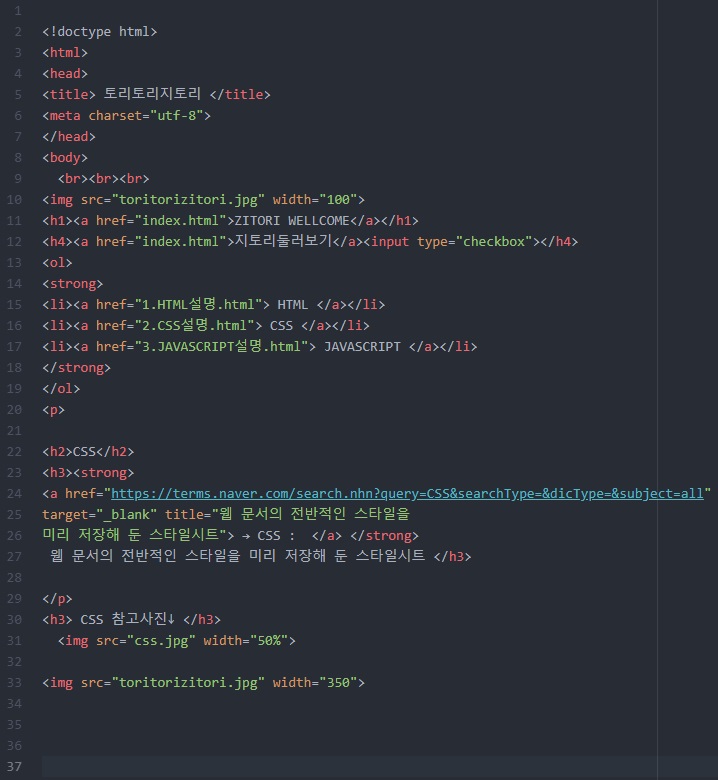 1
2 <!doctype html>
3 <html>
4 <head>
5 <title> 토리토리지토리 </title>
6 <meta charset="utf-8">
7 </head>
8 <body>
9   <br><br><br>
10 <img src="toritorizitori.jpg" width="100">
11 <h1><a href="index.html">ZITORI WELLCOME</a></h1>
12 <h4><a href="index.html">지토리둘러보기</a><input type="checkbox"></h4>
13 <ol>
14 <strong>
15 <li><a href="1.HTML설명.html"> HTML </a></li>
16 <li><a href="2.CSS설명.html"> CSS </a></li>
17 <li><a href="3.JAVASCRIPT설명.html"> JAVASCRIPT </a></li>
18 </strong>
19 </ol>
20 <p>
21
22 <h2>CSS</h2>
23 <h3><strong>
24 <a href="https://terms.naver.com/search.nhn?query=CSS&searchType=&dicType=&subject=all"
25 target="_blank" title="웹 문서의 전반적인 스타일을
26 미리 저장해 둔 스타일시트"> → CSS :  </a> </strong>
27  웹 문서의 전반적인 스타일을 미리 저장해 둔 스타일시트 </h3>
28
29 </p>
30 <h3> CSS 참고사진↓ </h3>
31   <img src="css.jpg" width="50%">
32
33 <img src="toritorizitori.jpg" width="350">
34
35
36
37